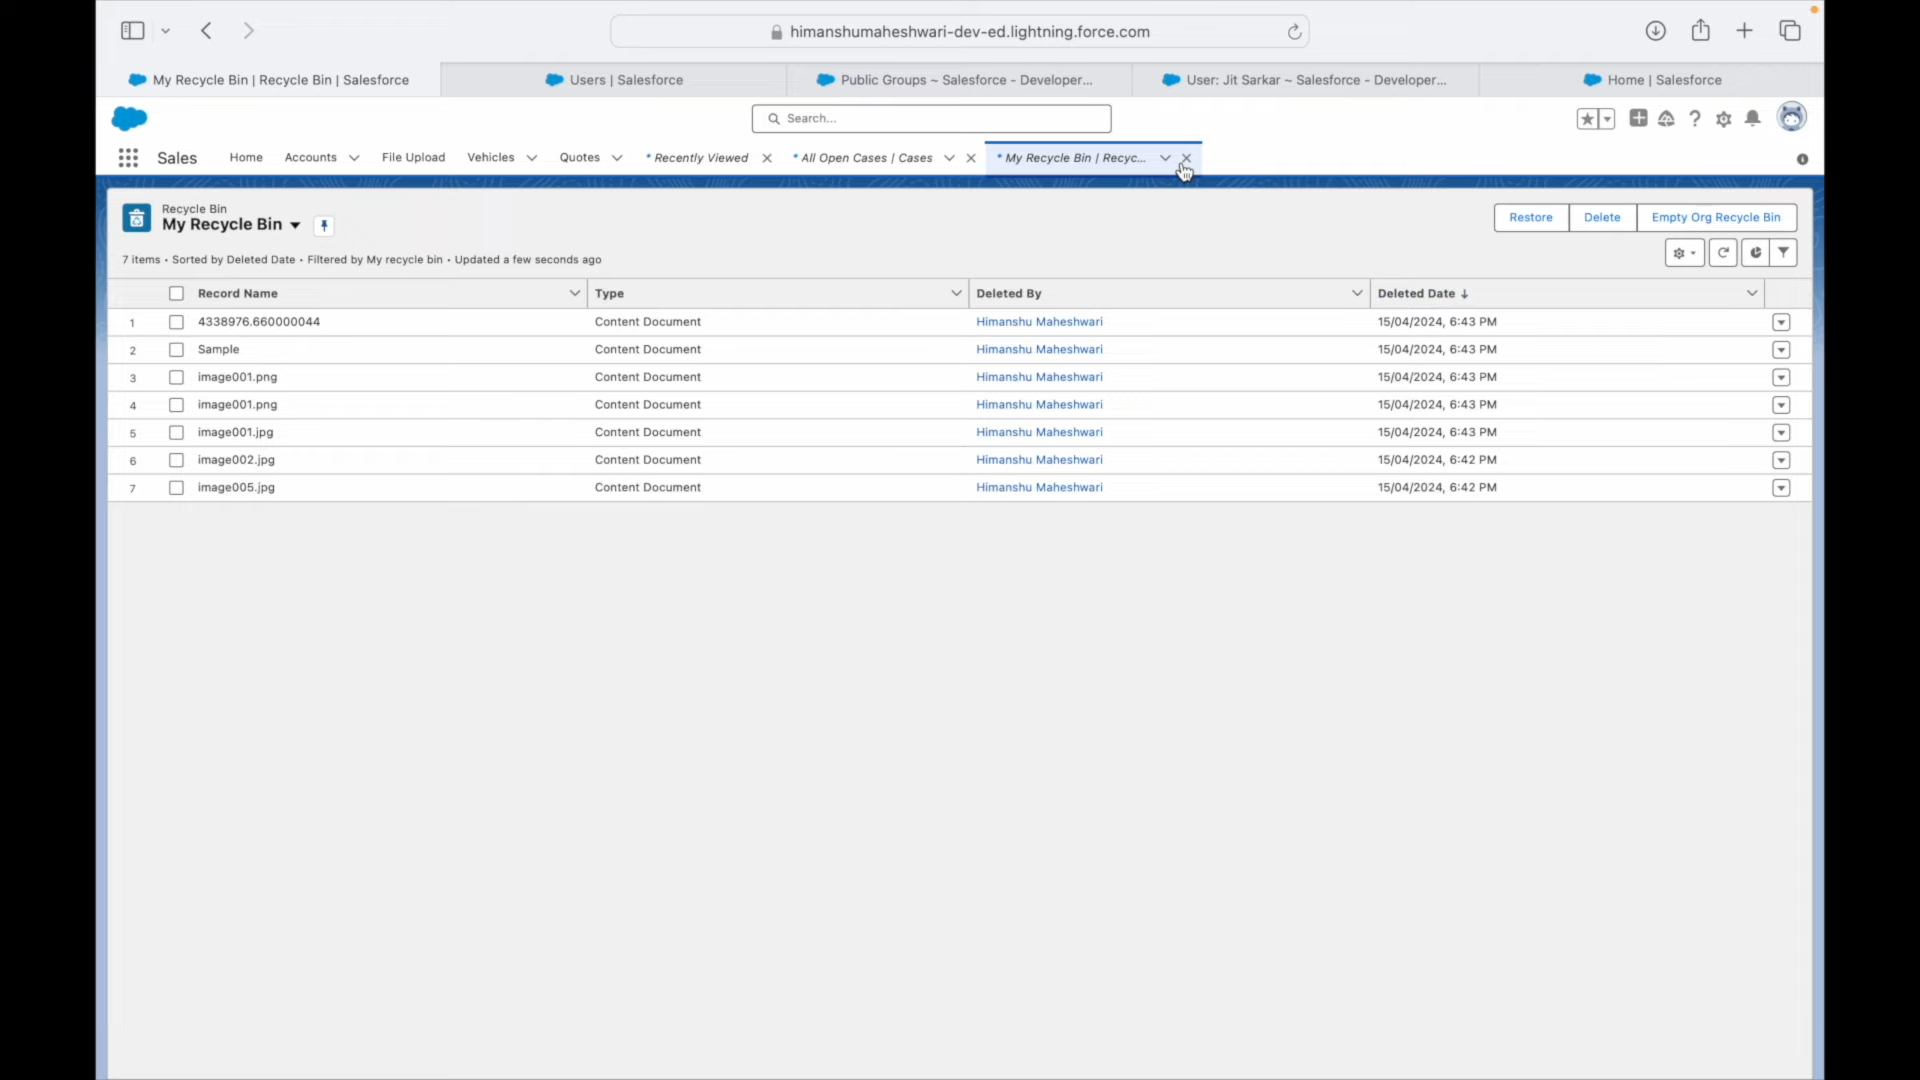 himanshumaheshwari-dev-ed.lightning.force.com
My Recycle Bin | Recycle Bin | Salesforce
Users | Salesforce
Public Groups ~ Salesforce - Developer...
User: Jit Sarkar ~ Salesforce - Developer...
Home | Salesforce
Search...
Sales
Home
Accounts
File Upload
Vehicles
Quotes
* Recently Viewed
* All Open Cases | Cases
* My Recycle Bin | Recyc...
Recycle Bin
My Recycle Bin
Restore
Delete
Empty Org Recycle Bin
7 items • Sorted by Deleted Date • Filtered by My recycle bin • Updated a few seconds ago
Record Name Type Deleted By Deleted Date ↓
1 4338976.660000044 Content Document Himanshu Maheshwari 15/04/2024, 6:43 PM
2 Sample Content Document Himanshu Maheshwari 15/04/2024, 6:43 PM
3 image001.png Content Document Himanshu Maheshwari 15/04/2024, 6:43 PM
4 image001.png Content Document Himanshu Maheshwari 15/04/2024, 6:43 PM
5 image001.jpg Content Document Himanshu Maheshwari 15/04/2024, 6:43 PM
6 image002.jpg Content Document Himanshu Maheshwari 15/04/2024, 6:42 PM
7 image005.jpg Content Document Himanshu Maheshwari 15/04/2024, 6:42 PM